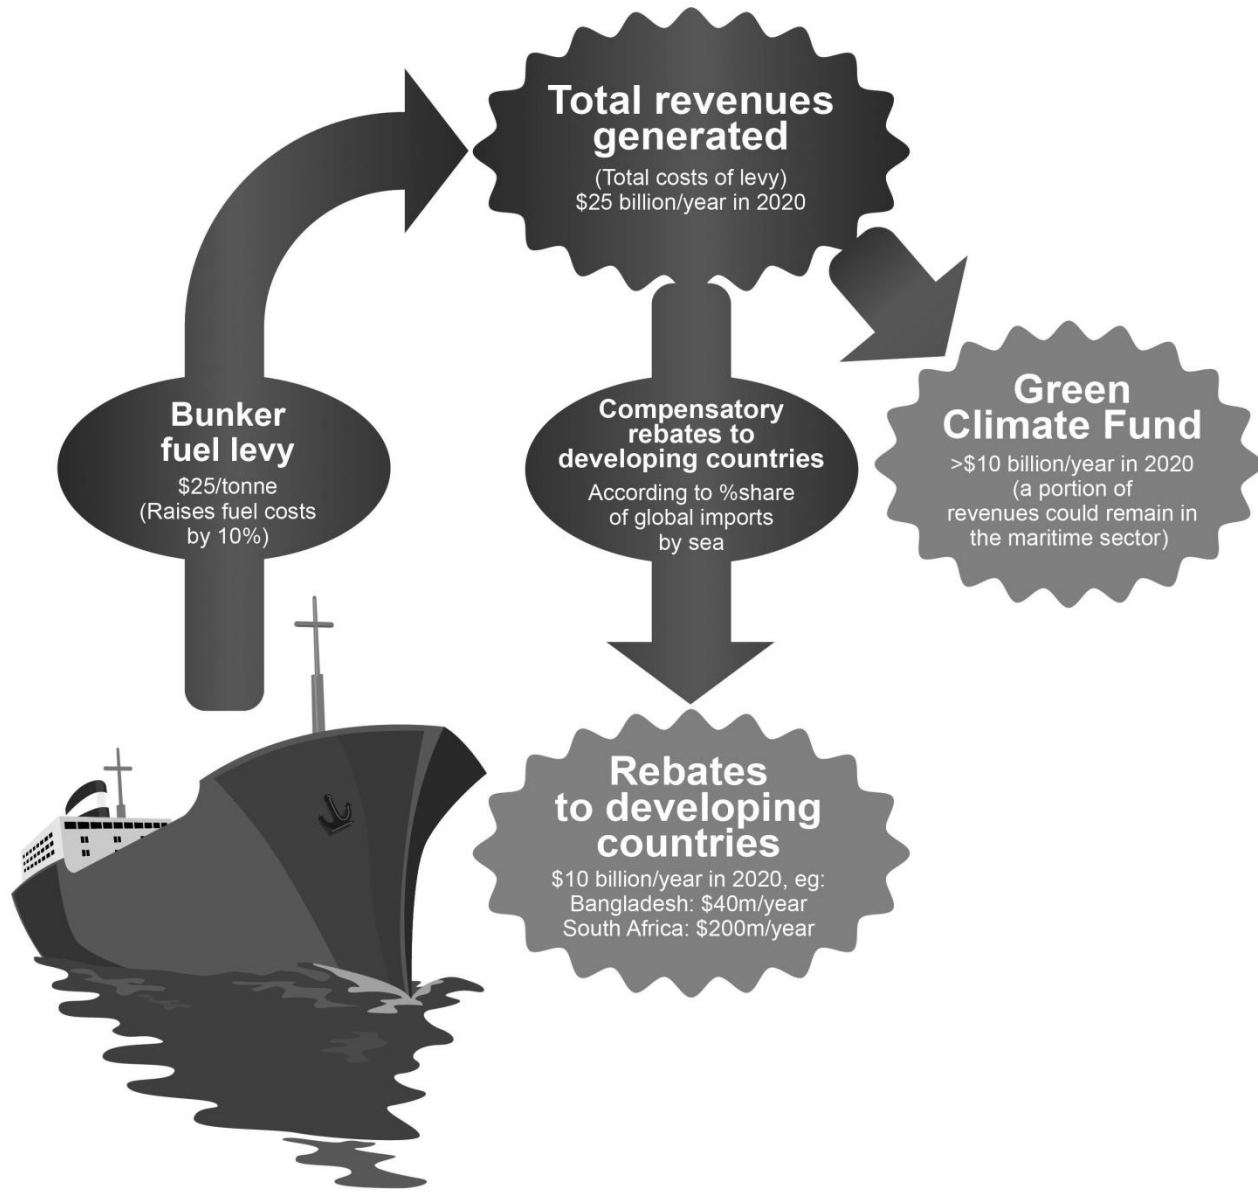 Total revenues
generated
(Total costs of levy)
$25 billion/year in 2020
Bunker
fuel levy
$25/tonne
(Raises fuel costs
by 10%)
Compensatory
rebates to
developing countries
According to %share
of global imports
by sea
Green
Climate Fund
>$10 billion/year in 2020
(a portion of
revenues could remain in
the maritime sector)
Rebates
to developing
countries
$10 billion/year in 2020, eg:
Bangladesh: $40m/year
South Africa: $200m/year